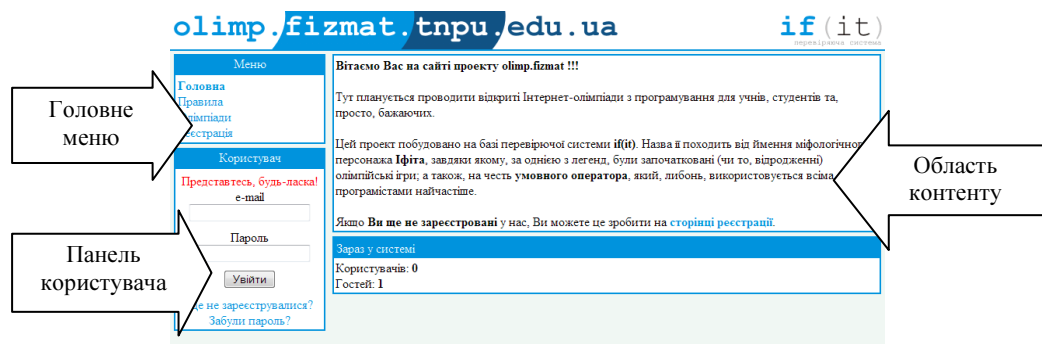 olimp.fizmat.tnpu.edu.ua
if(it)
перевіряюча система
Меню
Головна
Правила
Олімпіади
Реєстрація
Користувач
Представтесь, будь-ласка!
e-mail
Пароль
Увійти
Ще не зареєструвалися?
Забули пароль?
Вітаємо Вас на сайті проекту olimp.fizmat !!!
Тут планується проводити відкриті Інтернет-олімпіади з програмування для учнів, студентів та,
просто, бажаючих.
Цей проект побудовано на базі перевірючої системи if(it). Назва її походить від ймення міфологічного
персонажа Іфіта, завдяки якому, за однією з легенд, були започатковані (чи то, відродженні)
олімпійські ігри; а також, на честь умовного оператора, який, либонь, використовується всіма
програмістами найчастіше.
Якщо Ви ще не зареєстровані у нас, Ви можете це зробити на сторінці реєстрації.
Зараз у системі
Користувачів: 0
Гостей: 1
Головне
меню
Панель
користувача
Область
контенту